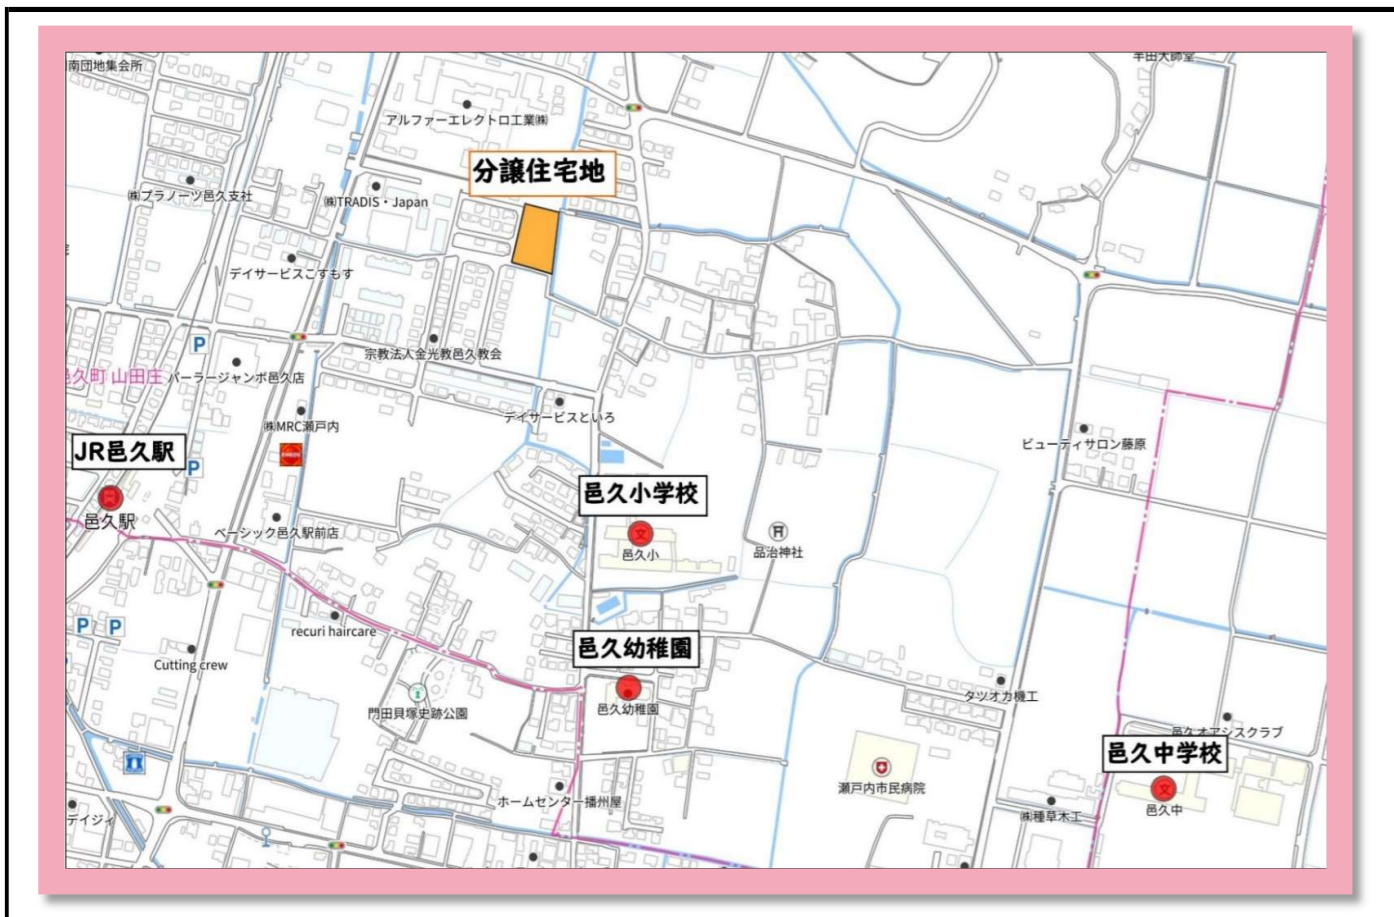 南団地集会所
半田大師堂
アルファーエレクトロ工業㈱
分譲住宅地
㈱プラノーツ邑久支社
㈱TRADIS・Japan
デイサービスこすもす
P
宗教法人金光教邑久教会
邑久町 山田庄
パーラージャンボ邑久店
デイサービスといろ
㈱MRC瀬戸内
ビューティサロン藤原
JR邑久駅
P
邑久小学校
邑久駅
ベーシック邑久駅前店
文
邑久小
品治神社
P
P
recuri haircare
邑久幼稚園
Cutting crew
タツオカ機工
門田貝塚史跡公園
邑久幼稚園
邑久オアシスクラブ
邑久中学校
瀬戸内市民病院
ホームセンター播州屋
文
邑久中
デイジィ
㈱種草木工